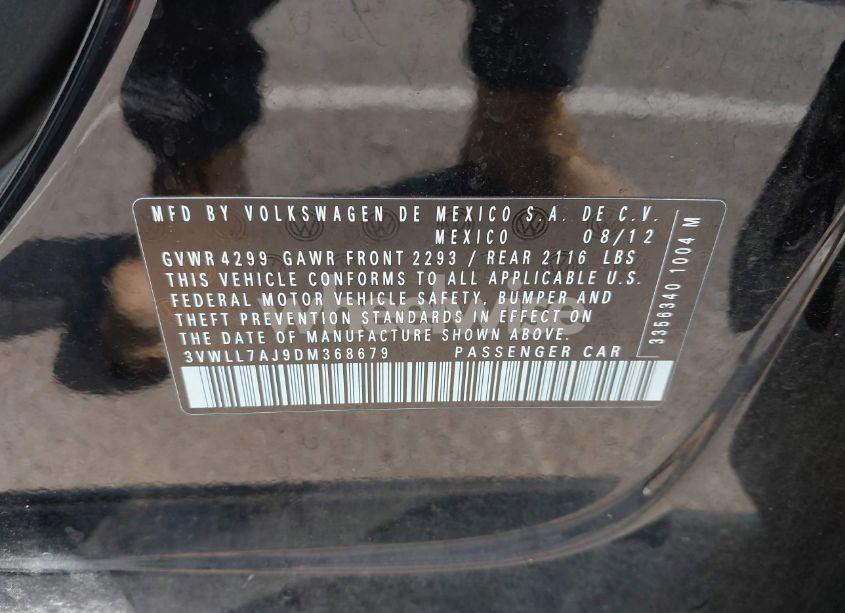 MFD BY VOLKSWAGEN DE MEXICO S.A. DE C.V.
MEXICO 08/12
GVWR 4299 GAWR FRONT 2293 / REAR 2116 LBS
THIS VEHICLE CONFORMS TO ALL APPLICABLE U.S.
FEDERAL MOTOR VEHICLE SAFETY, BUMPER AND
THEFT PREVENTION STANDARDS IN EFFECT ON
THE DATE OF MANUFACTURE SHOWN ABOVE.
3VWLL7AJ9DM368679 PASSENGER CAR
3356340 1004 M